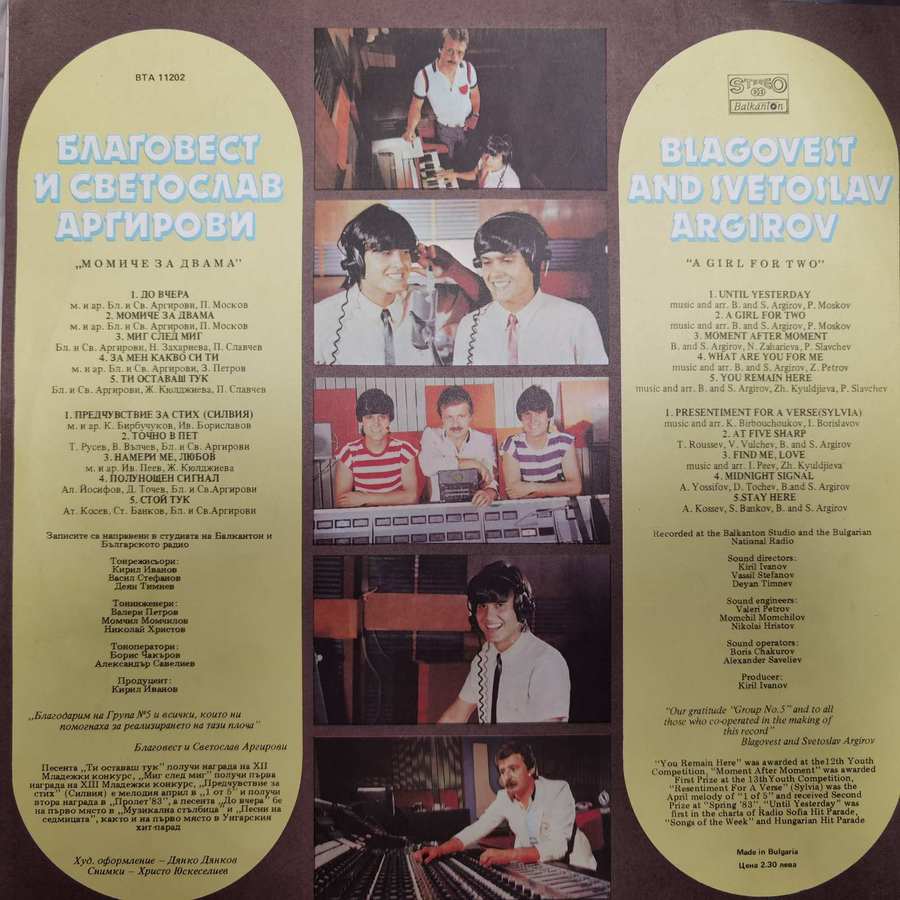 BTA 11202
БЛАГОВЕСТ
И СВЕТОСЛАВ
АРГИРОВИ
„МОМИЧЕ ЗА ДВАМА"
1. ДО ВЧЕРА
м. и ар. Бл. и Св. Аргирови, П. Москов
2. МОМИЧЕ ЗА ДВАМА
м. и ар. Бл. и Св. Аргирови, П. Москов
3. МИГ СЛЕД МИГ
Бл. и Св. Аргирови, Н. Захариева, П. Славчев
4. ЗА МЕН КАКВО СИ ТИ
м. и ар. Бл. и Св. Аргирови, З. Петров
5. ТИ ОСТАВАШ ТУК
Бл. и Св. Аргирови, Ж. Кюлджиева, П. Славчев
1. ПРЕДЧУВСТВИЕ ЗА СТИХ (СИЛВИЯ)
м. и ар. К. Бирбучуков, Ив. Бориславов
2. ТОЧНО В ПЕТ
Т. Русев, В. Вълчев, Бл. и Св. Аргирови
3. НАМЕРИ МЕ, ЛЮБОВ
м. и ар. Ив. Пеев, Ж. Кюлджиева
4. ПОЛУНОЩЕН СИГНАЛ
Ал. Йосифов, Д. Точев, Бл. и Св.Аргирови
5. СТОЙ ТУК
Ат. Косев, Ст. Банков, Бл. и Св.Аргирови
Записите са направени в студията на Балкантон и
Българското радио
Тонрежисьори:
Кирил Иванов
Васил Стефанов
Деян Тимнев
Тонинженери:
Валери Петров
Момчил Момчилов
Николай Христов
Тоноператори:
Борис Чакъров
Александър Савелиев
Продуцент:
Кирил Иванов
„Благодарим на Група №5 и всички, които ни
помогнаха за реализирането на тази плоча"
Благовест и Светослав Аргирови
Песента „Ти оставаш тук" получи награда на XII
Младежки конкурс, „Миг след миг" получи първа
награда на XIII Младежки конкурс, „Предчувствие за
стих" (Силвия) е мелодия април в „1 от 5" и получи
втора награда в „Пролет'83", а песента „До вчера" бе
на първо място в „Музикална стълбица" и „Песни на
седмицата", както и на първо място в Унгарския
хит-парад
Худ. оформление – Дянко Дянков
Снимки – Христо Юскеселиев
STEREO
Balkanton
BLAGOVEST
AND SVETOSLAV
ARGIROV
"A GIRL FOR TWO"
1. UNTIL YESTERDAY
music and arr. B. and S. Argirov, P. Moskov
2. A GIRL FOR TWO
music and arr. B. and S. Argirov, P. Moskov
3. MOMENT AFTER MOMENT
B. and S. Argirov, N. Zaharieva, P. Slavchev
4. WHAT ARE YOU FOR ME
music and arr. B. and S. Argirov, Z. Petrov
5. YOU REMAIN HERE
music and arr. B. and S. Argirov, Zh. Kyuldjieva, P. Slavchev
1. PRESENTIMENT FOR A VERSE(SYLVIA)
music and arr. K. Birbouchoukov, I. Borislavov
2. AT FIVE SHARP
T. Roussev, V. Vulchev, B. and S. Argirov
3. FIND ME, LOVE
music and arr. I. Peev, Zh. Kyuldjieva
4. MIDNIGHT SIGNAL
A. Yossifov, D. Tochev, B.and S. Argirov
5.STAY HERE
A. Kossev, S. Bankov, B. and S. Argirov
Recorded at the Balkanton Studio and the Bulgarian
National Radio
Sound directors:
Kiril Ivanov
Vassil Stefanov
Deyan Timnev
Sound engineers:
Valeri Petrov
Momchil Momchilov
Nikolai Hristov
Sound operators:
Boris Chakurov
Alexander Saveliev
Producer:
Kiril Ivanov
"Our gratitude "Group No.5" and to all
those who co-operated in the making of
this record"
Blagovest and Svetoslav Argirov
"You Remain Here" was awarded at the12th Youth
Competition, "Moment After Moment" was awarded
First Prize at the 13thYouth Competition,
"Resentiment For A Verse" (Sylvia) was the
April melody of "1 of 5" and received Second
Prize at "Spring '83". "Until Yesterday" was
first in the charts of Radio Sofia Hit Parade,
"Songs of the Week" and Hungarian Hit Parade
Made in Bulgaria
Цена 2.30 лева